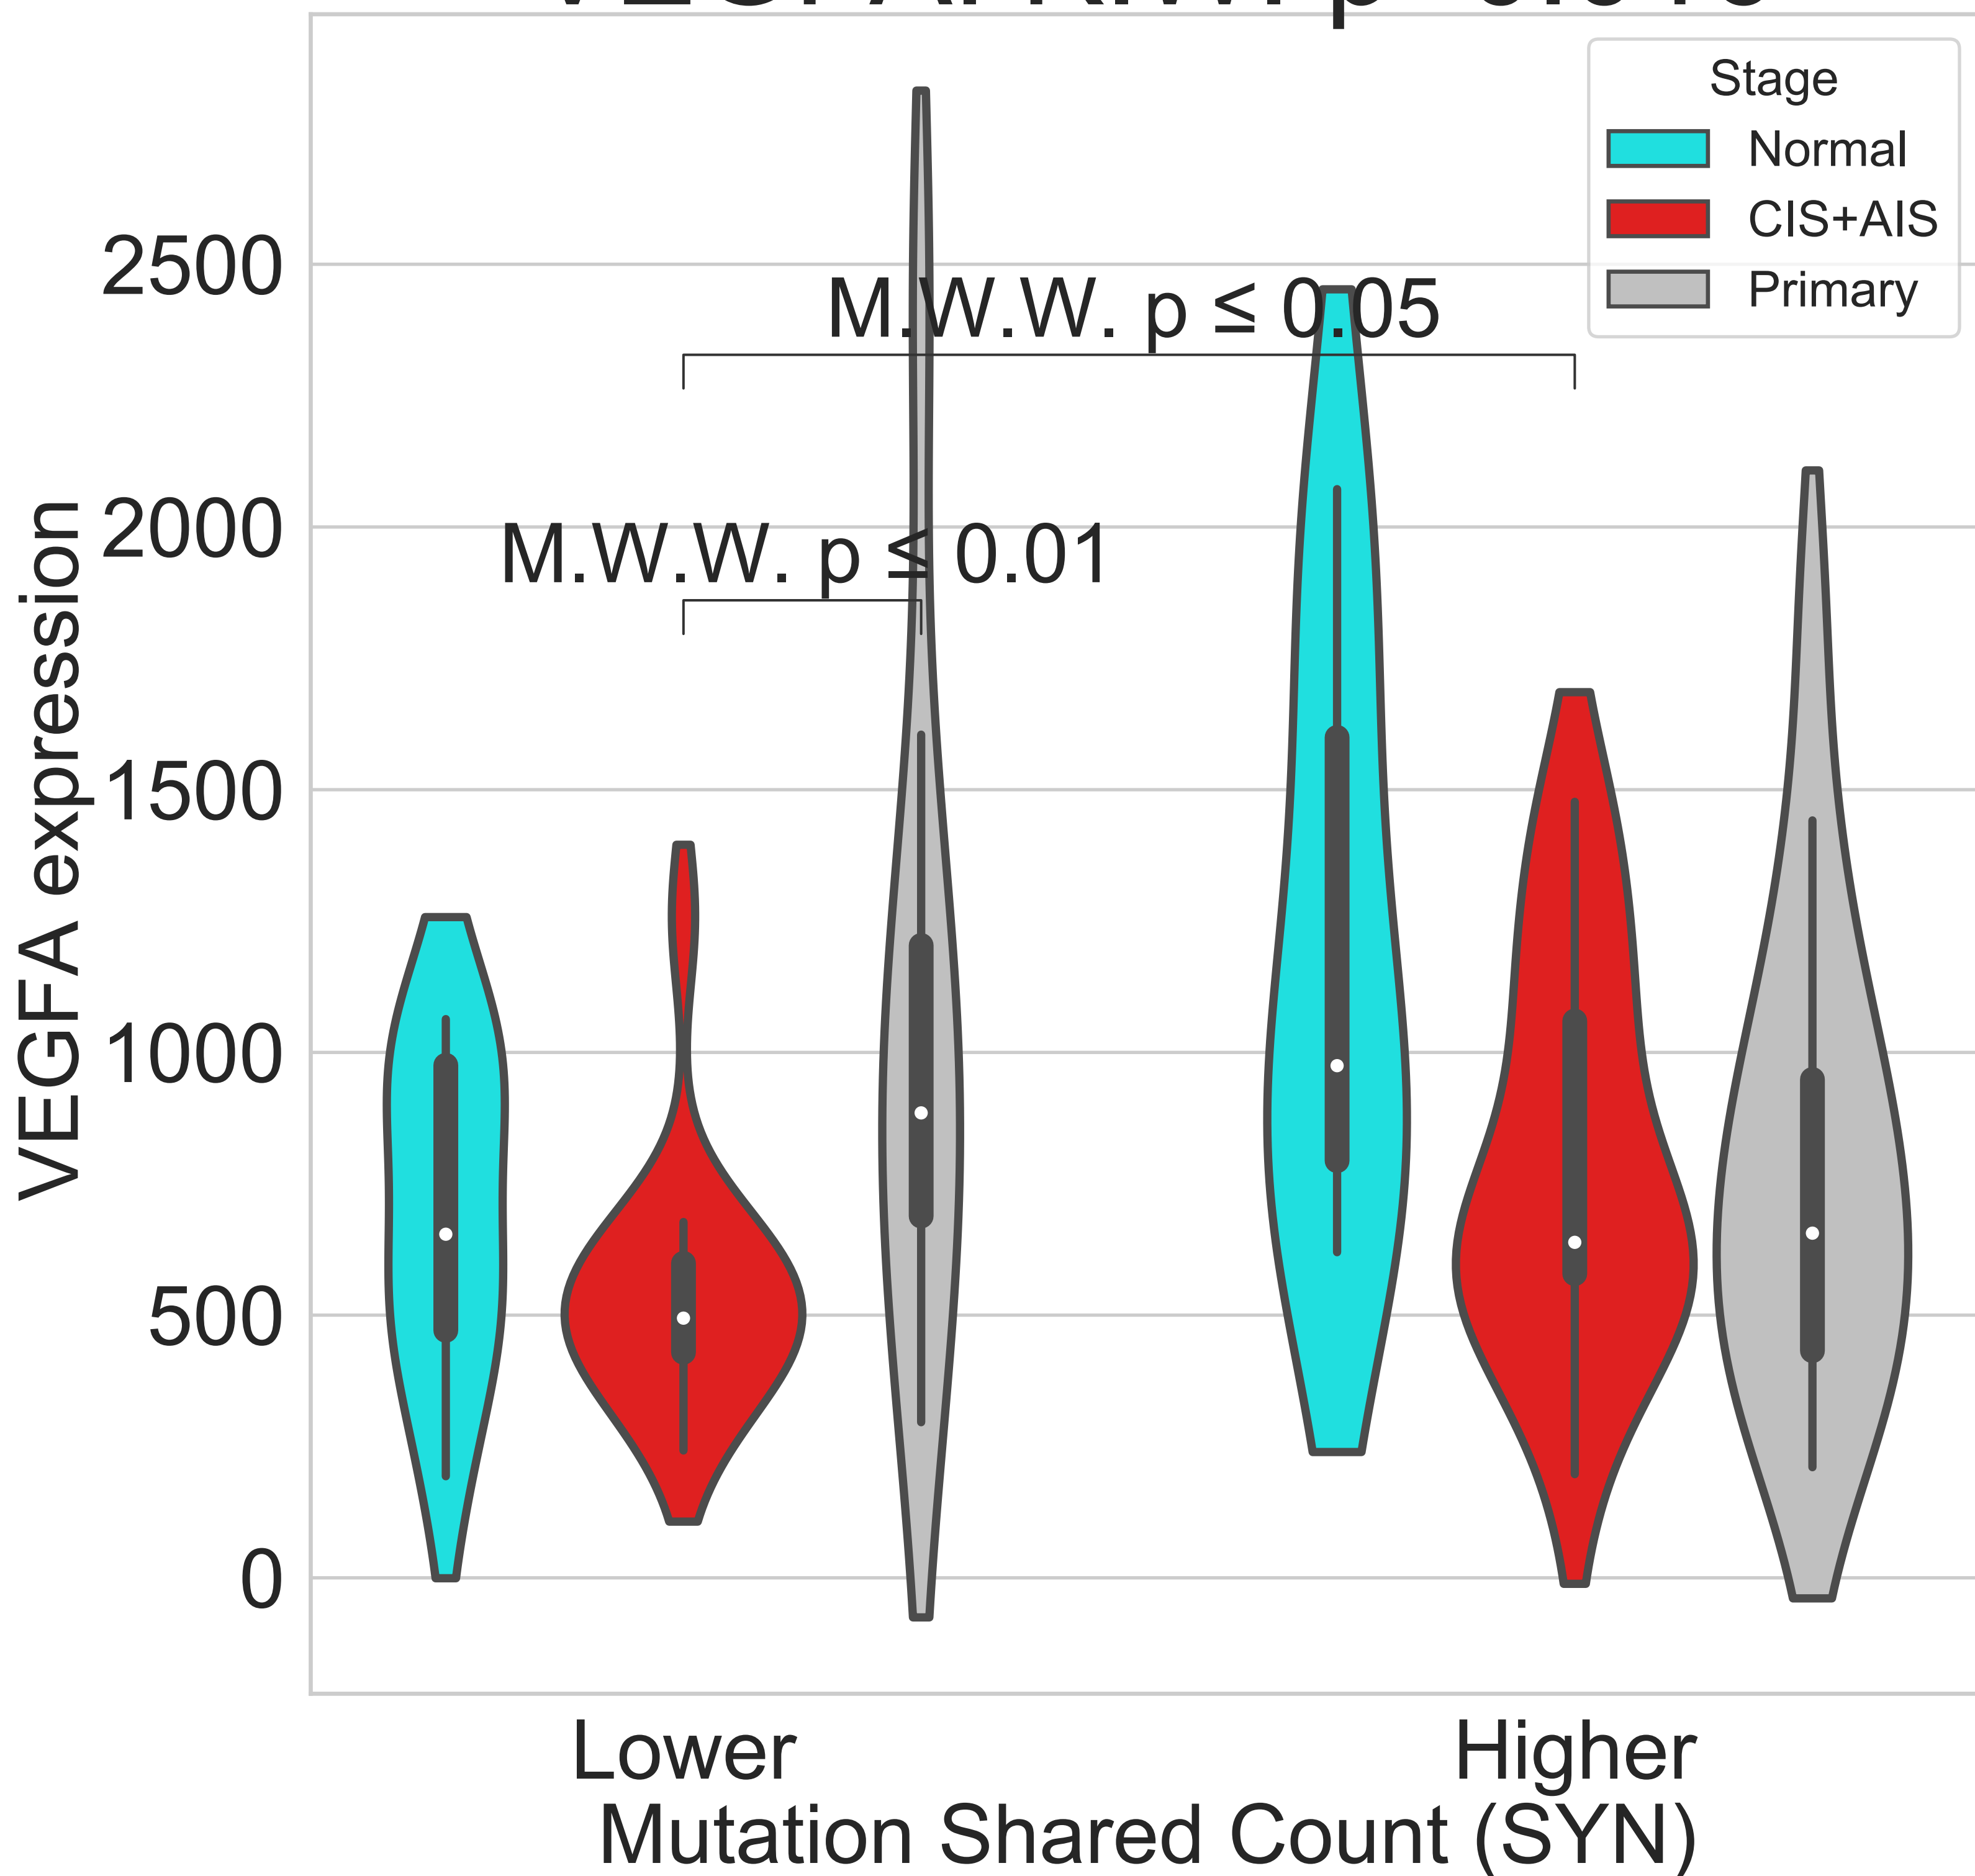 Stage
Normal
CIS+AIS
Primary
2500
2000
1500
1000
500
0
VEGFA expression
M.W.W. p ≤ 0.05
M.W.W. p ≤ 0.01
Lower
Higher
Mutation Shared Count (SYN)